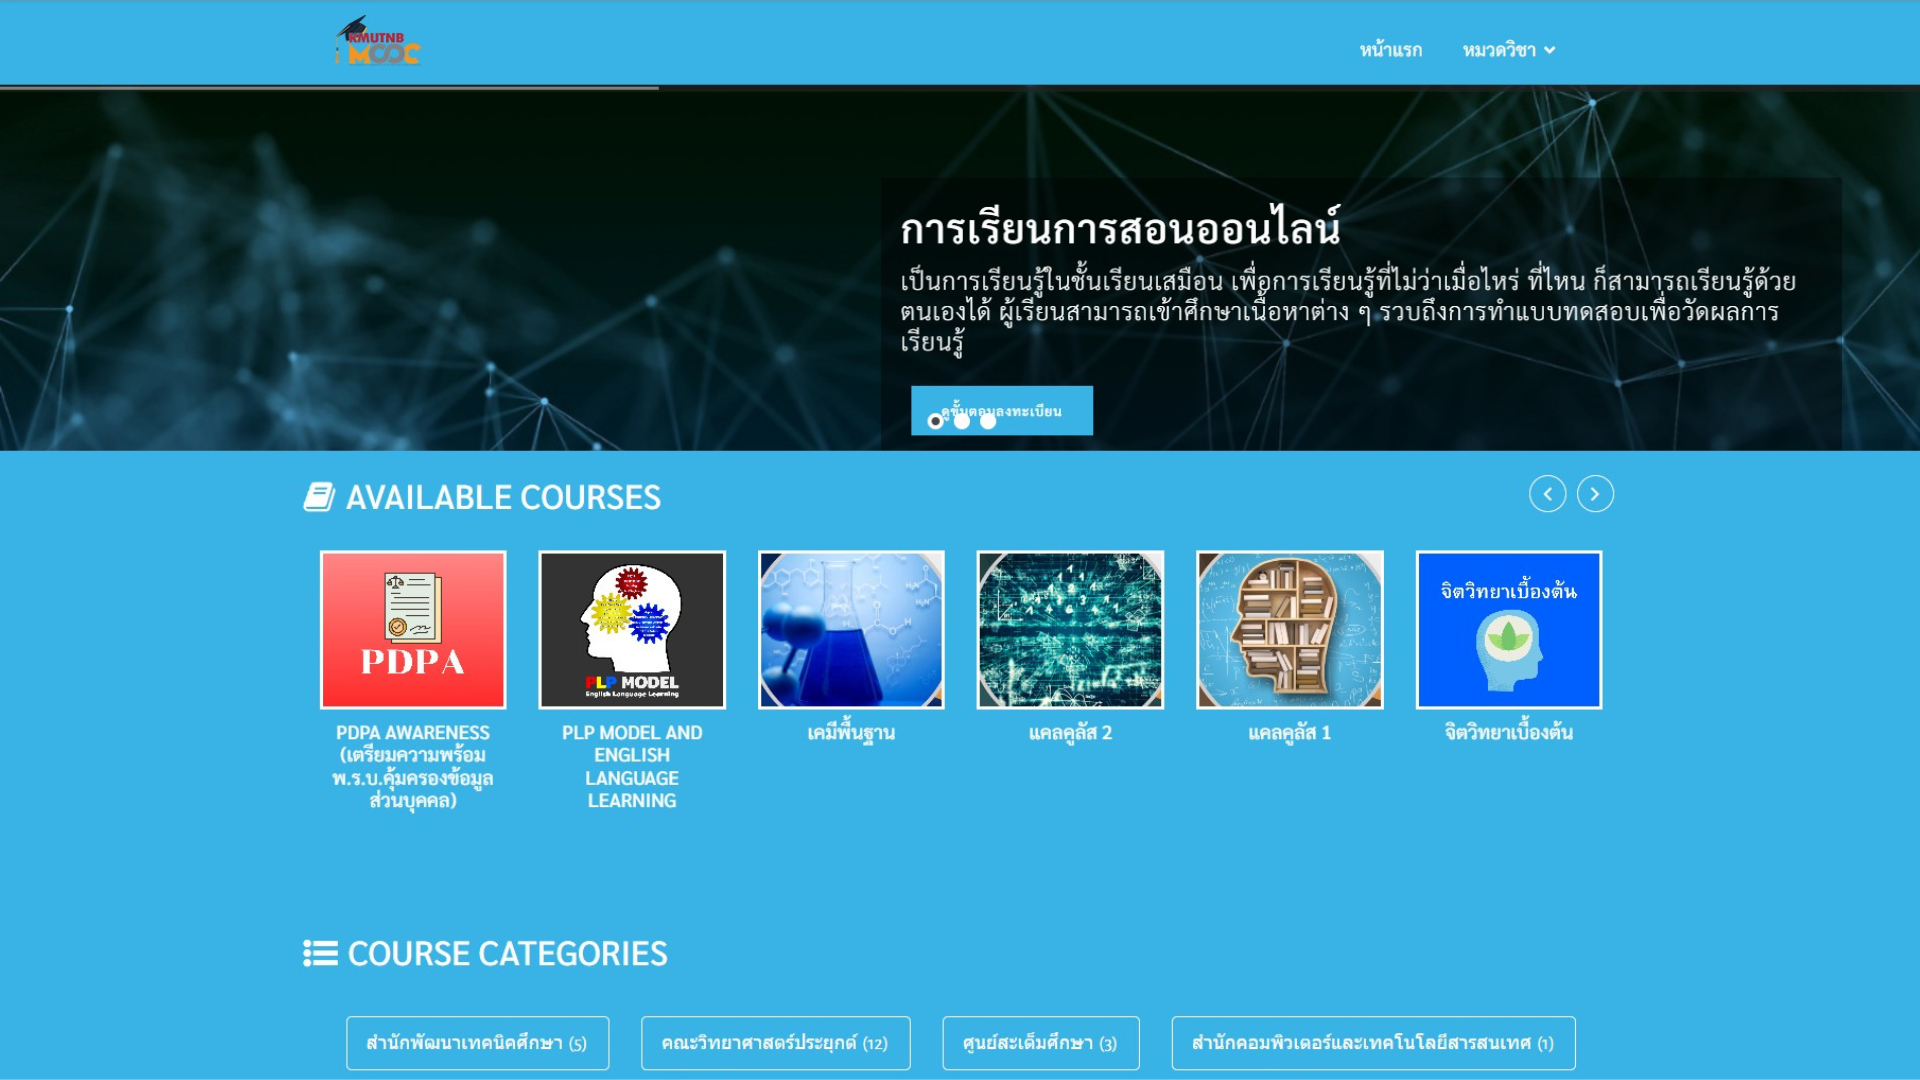 KMUTNB
MOOC
หน้าแรก
หมวดวิชา
การเรียนการสอนออนไลน์
เป็นการเรียนรู้ในชั้นเรียนเสมือน เพื่อการเรียนรู้ที่ไม่ว่าเมื่อไหร่ ที่ไหน ก็สามารถเรียนรู้ด้วย
ตนเองได้ ผู้เรียนสามารถเข้าศึกษาเนื้อหาต่าง ๆ รวบถึงการทำแบบทดสอบเพื่อวัดผลการ
เรียนรู้
ดูขั้นตอนลงทะเบียน
AVAILABLE COURSES
PDPA
PLP MODEL
English Language Learning
จิตวิทยาเบื้องต้น
PDPA AWARENESS
(เตรียมความพร้อม
พ.ร.บ.คุ้มครองข้อมูล
ส่วนบุคคล)
PLP MODEL AND
ENGLISH
LANGUAGE
LEARNING
เคมีพื้นฐาน
แคลคูลัส 2
แคลคูลัส 1
จิตวิทยาเบื้องต้น
COURSE CATEGORIES
สำนักพัฒนาเทคนิคศึกษา (5)
คณะวิทยาศาสตร์ประยุกต์ (12)
ศูนย์สะเต็มศึกษา (3)
สำนักคอมพิวเตอร์และเทคโนโลยีสารสนเทศ (1)